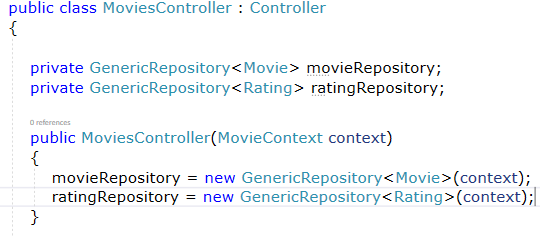 public class MoviesController : Controller
{
private GenericRepository<Movie> movieRepository;
private GenericRepository<Rating> ratingRepository;
0 references
public MoviesController(MovieContext context)
{
movieRepository = new GenericRepository<Movie>(context);
ratingRepository = new GenericRepository<Rating>(context);
}